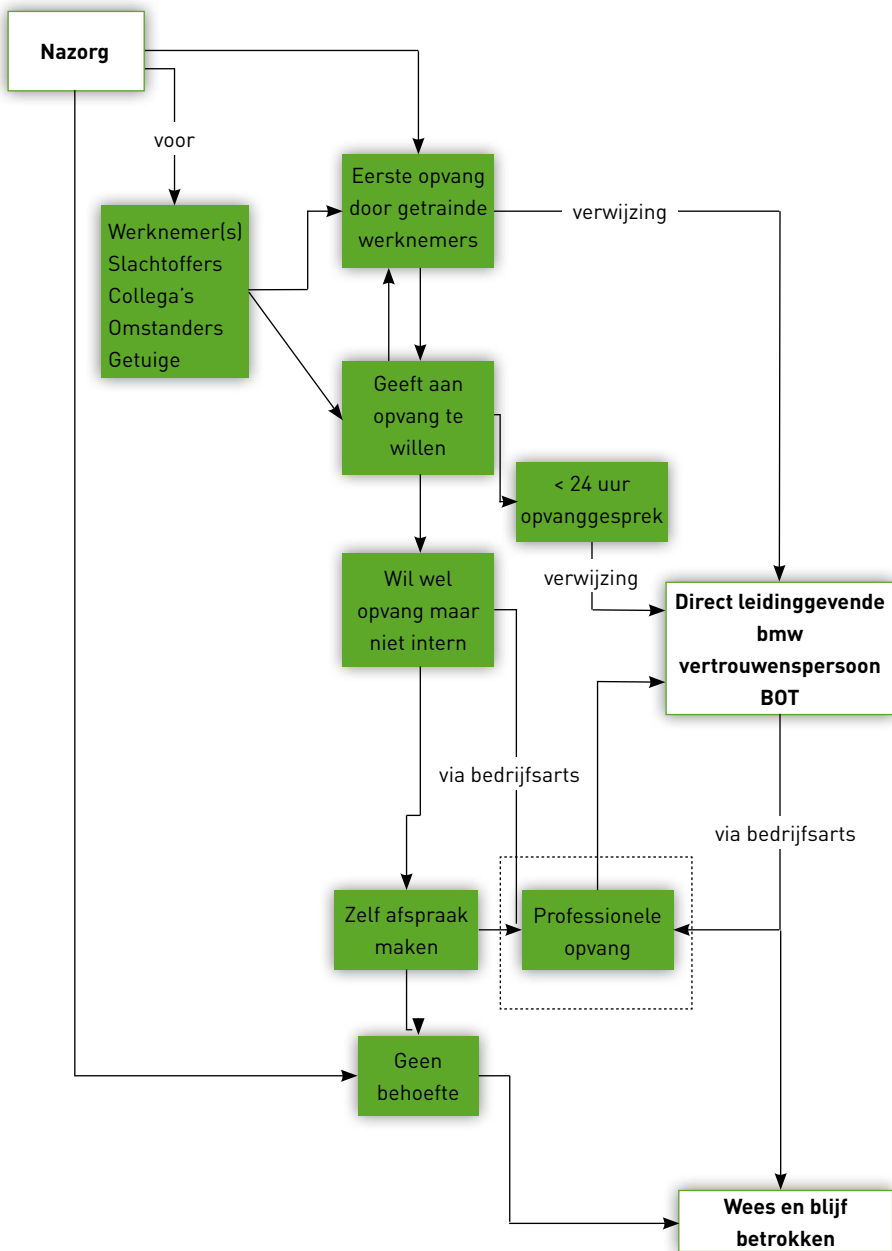 Nazorg
voor
Eerste opvang
door getrainde
werknemers
verwijzing
Werknemer(s)
Slachtoffers
Collega's
Omstanders
Getuige
Geeft aan
opvang te
willen
< 24 uur
opvanggesprek
verwijzing
Wil wel
opvang maar
niet intern
Direct leidinggevende
bmw
vertrouwenspersoon
BOT
via bedrijfsarts
via bedrijfsarts
Zelf afspraak
maken
Professionele
opvang
Geen
behoefte
Wees en blijf
betrokken